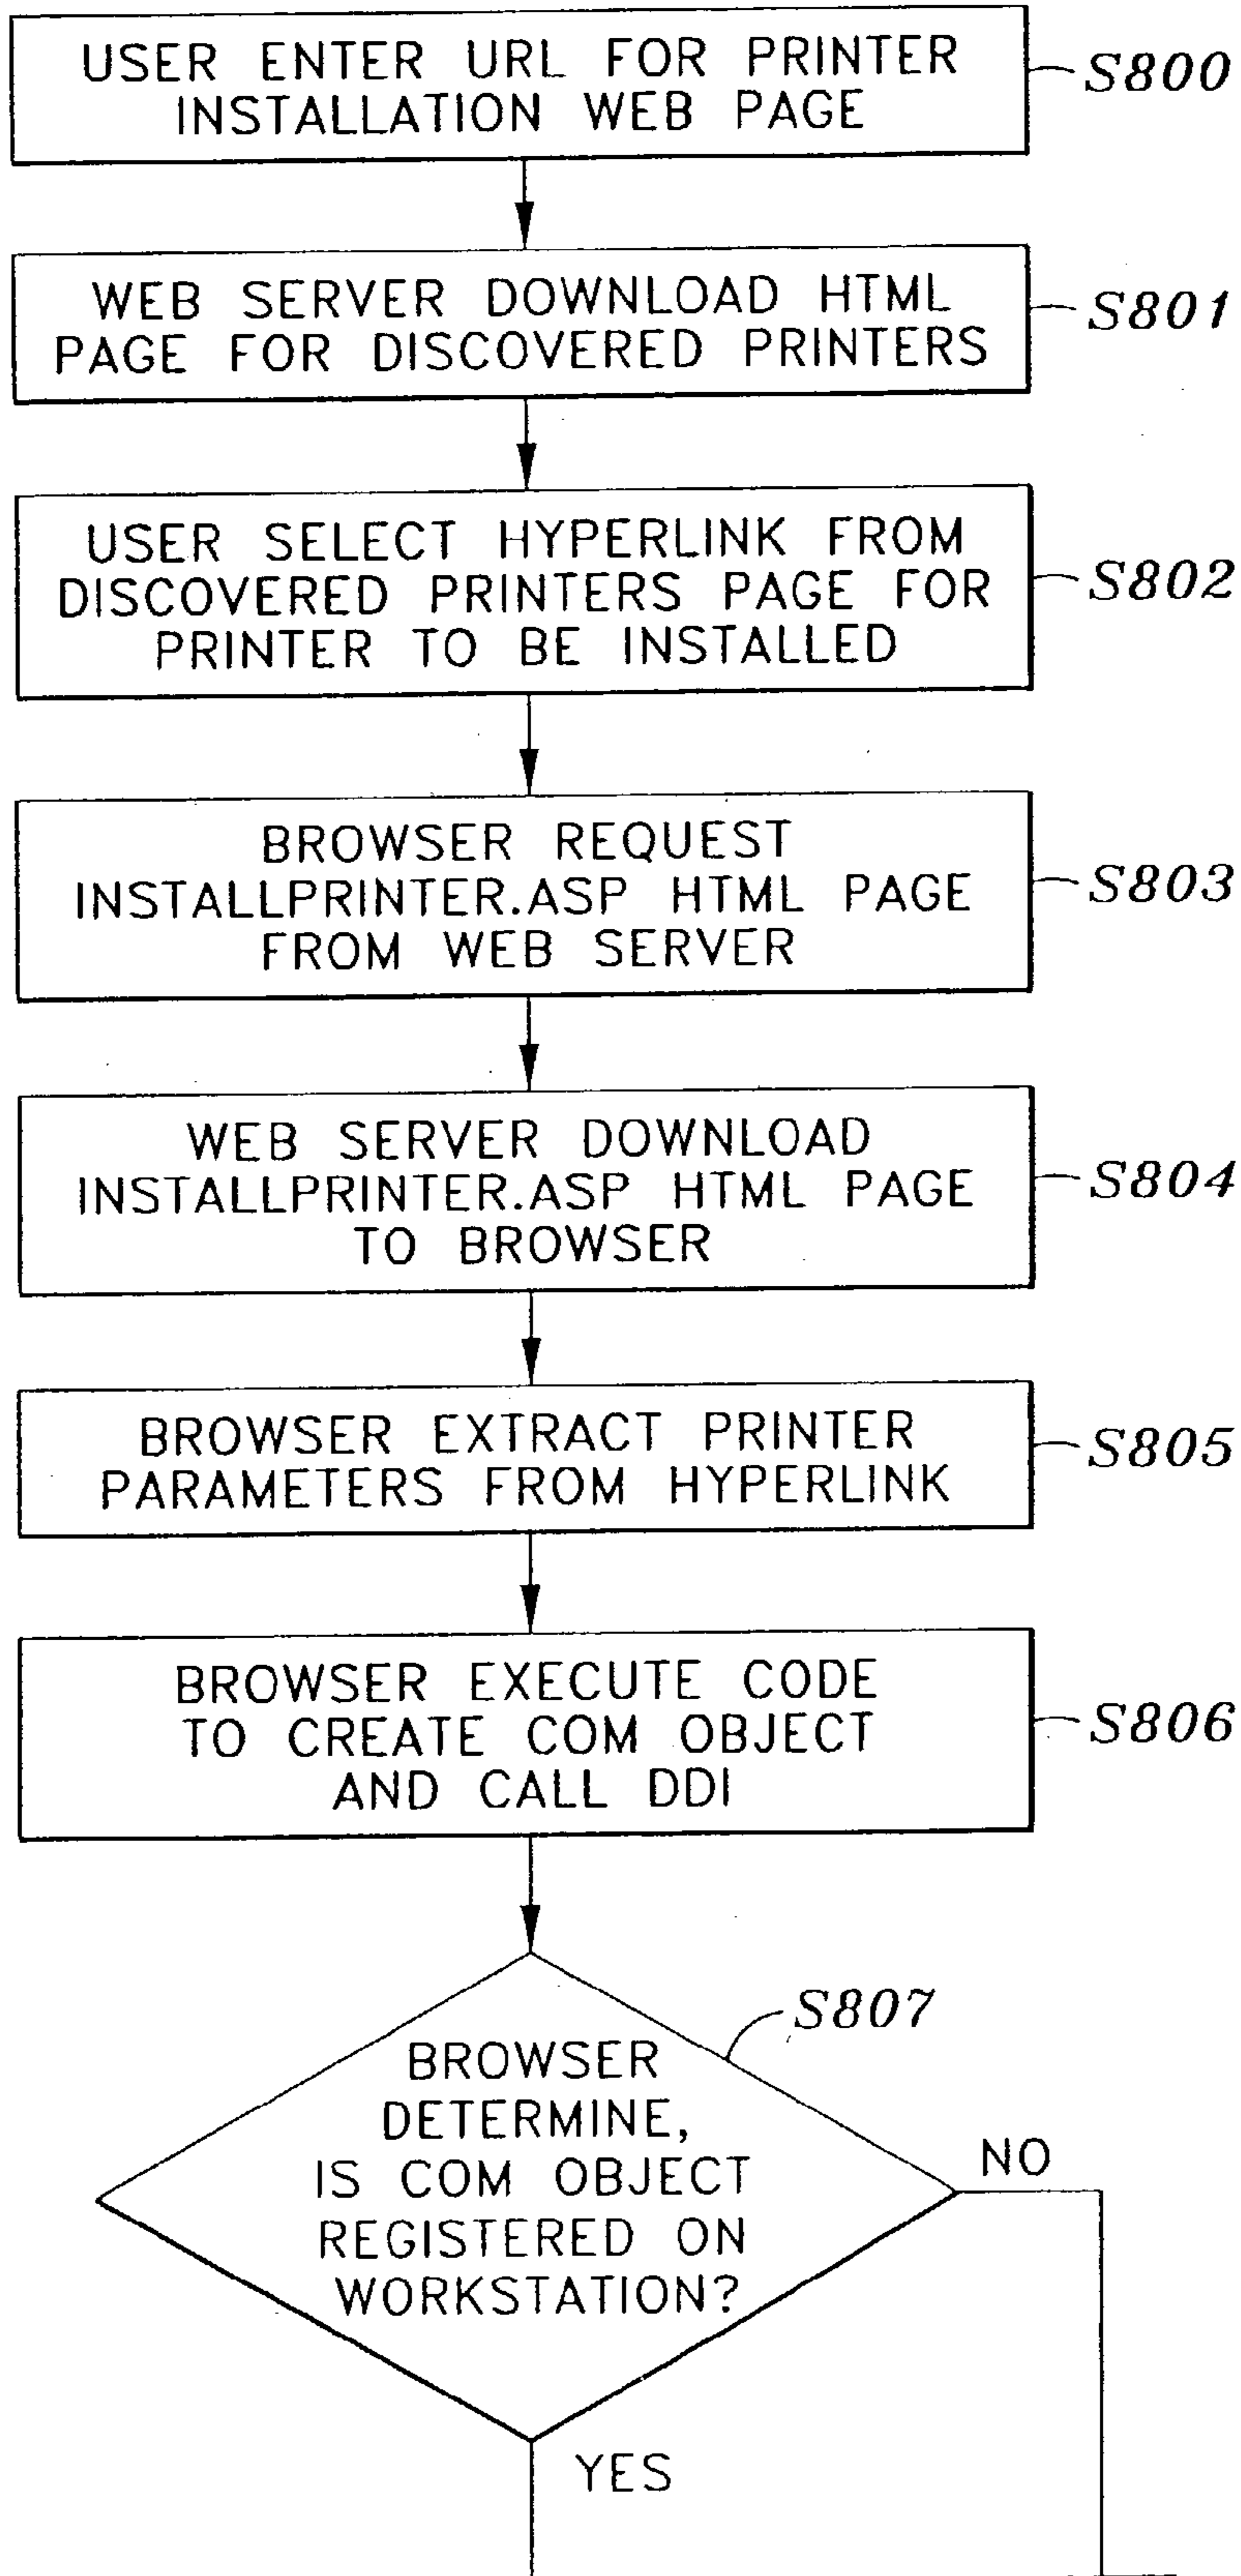 USER ENTER URL FOR PRINTER
INSTALLATION WEB PAGE
S800
WEB SERVER DOWNLOAD HTML
PAGE FOR DISCOVERED PRINTERS
S801
USER SELECT HYPERLINK FROM
DISCOVERED PRINTERS PAGE FOR
PRINTER TO BE INSTALLED
S802
BROWSER REQUEST
INSTALLPRINTER.ASP HTML PAGE
FROM WEB SERVER
S803
WEB SERVER DOWNLOAD
INSTALLPRINTER.ASP HTML PAGE
TO BROWSER
S804
BROWSER EXTRACT PRINTER
PARAMETERS FROM HYPERLINK
S805
BROWSER EXECUTE CODE
TO CREATE COM OBJECT
AND CALL DDI
S806
S807
BROWSER
DETERMINE,
IS COM OBJECT
REGISTERED ON
WORKSTATION?
NO
YES